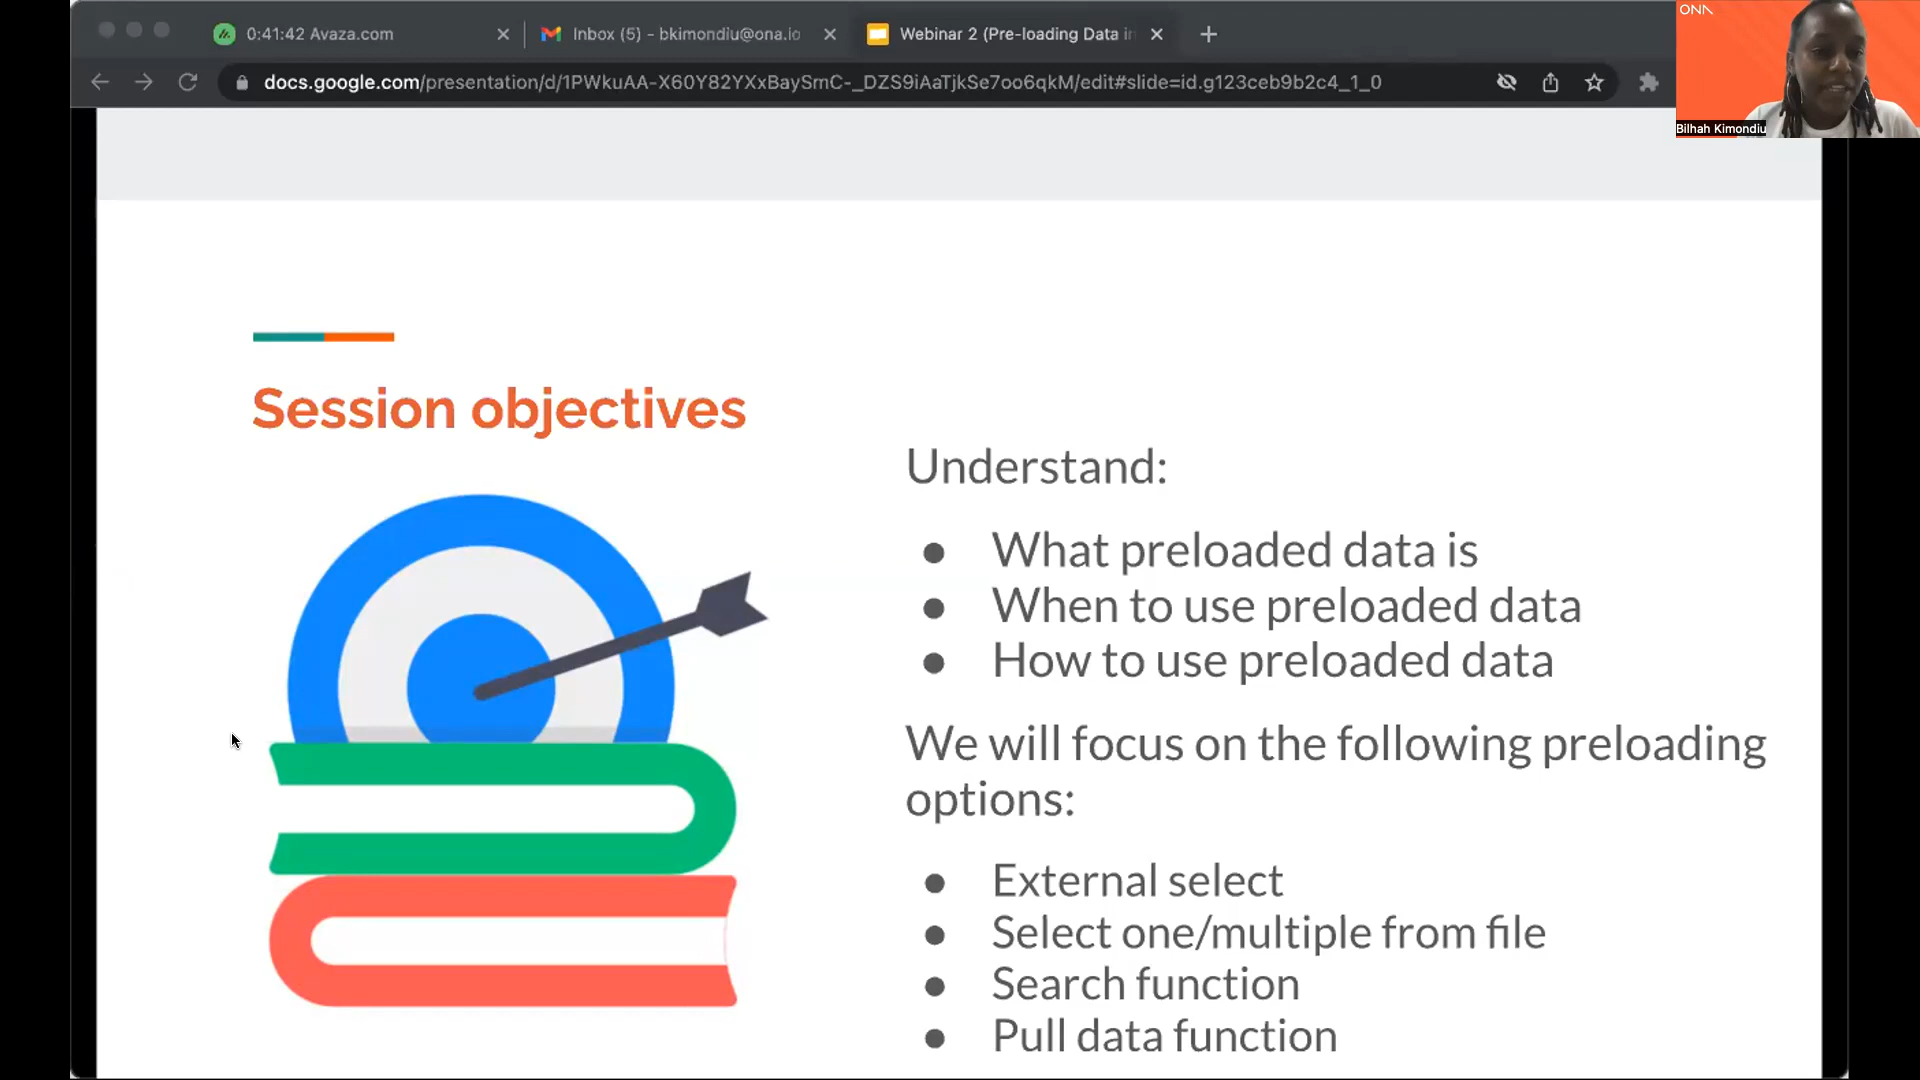 0:41:42 Avaza.com
Inbox (5) - bkimondiu@ona.io
Webinar 2 (Pre-loading Data in
ONA
docs.google.com/presentation/d/1PWkuAA-X60Y82YXxBaySmC-_DZS9iAaTjkSe7oo6qkM/edit#slide=id.g123ceb9b2c4_1_0
Bilhah Kimondiu
Session objectives
Understand:
● What preloaded data is
● When to use preloaded data
● How to use preloaded data
We will focus on the following preloading
options:
● External select
● Select one/multiple from file
● Search function
● Pull data function